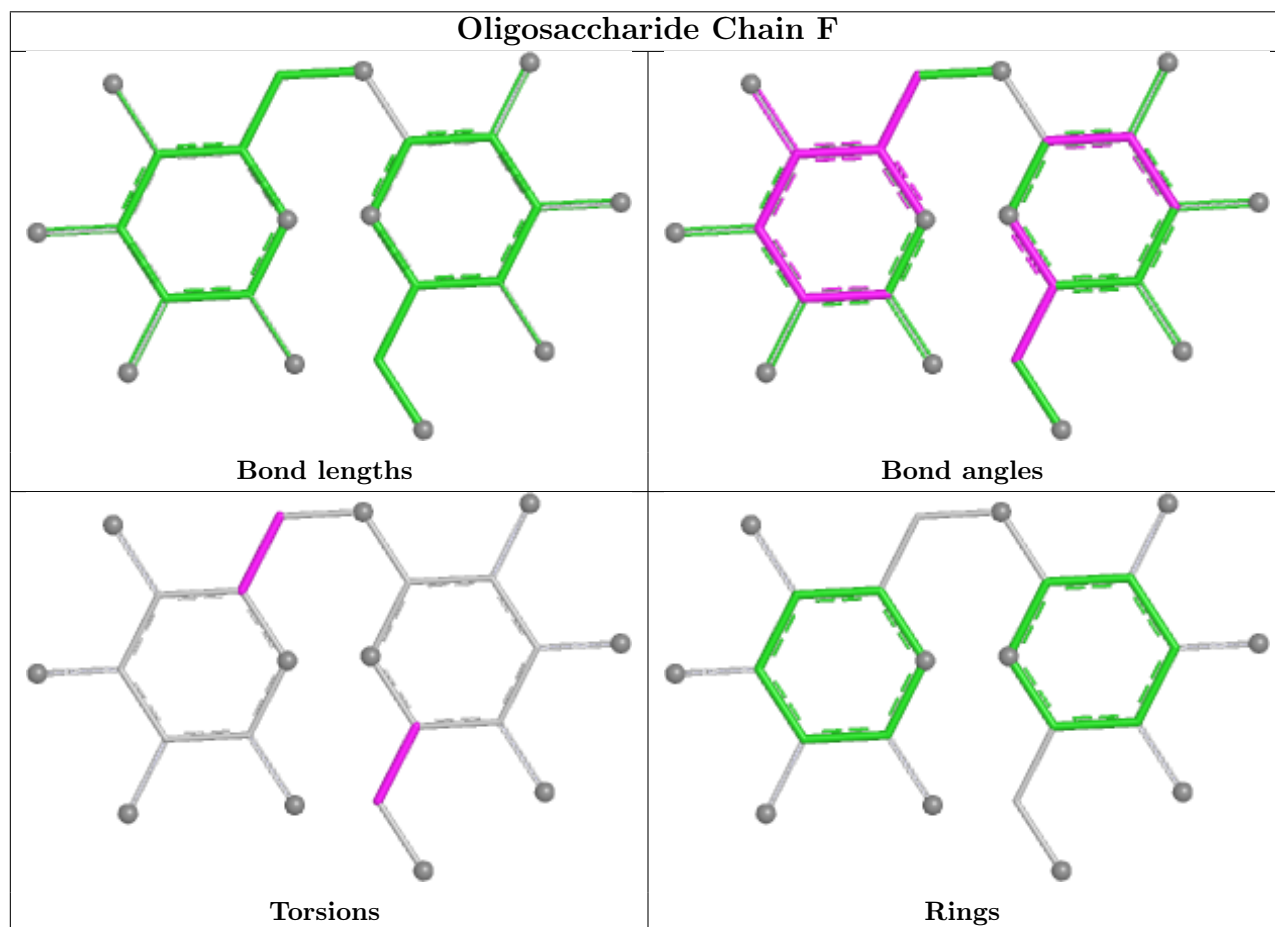 Oligosaccharide Chain F
Bond lengths
Bond angles
Torsions
Rings